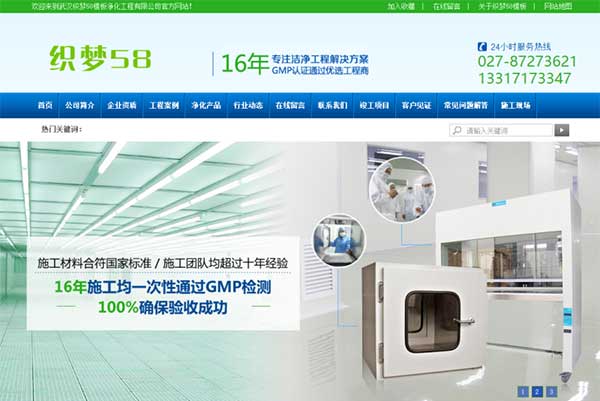 欢迎来到武汉织梦58模板净化工程有限公司官方网站!
加入收藏 | 在线留言 | 关于织梦58模板 | 网站地图
织梦58
16年 专注洁净工程解决方案
GMP认证通过优选工程商
24小时服务热线
027-87273621
13317173347
首页 公司简介 企业资质 工程案例 净化产品 行业动态 在线留言 联系我们 竣工项目 客户见证 常见问题解答 施工现场
热门关键词: 请输入关键词
施工材料合符国家标准 / 施工团队均超过十年经验
16年施工均一次性通过GMP检测
100%确保验收成功
1 2 3